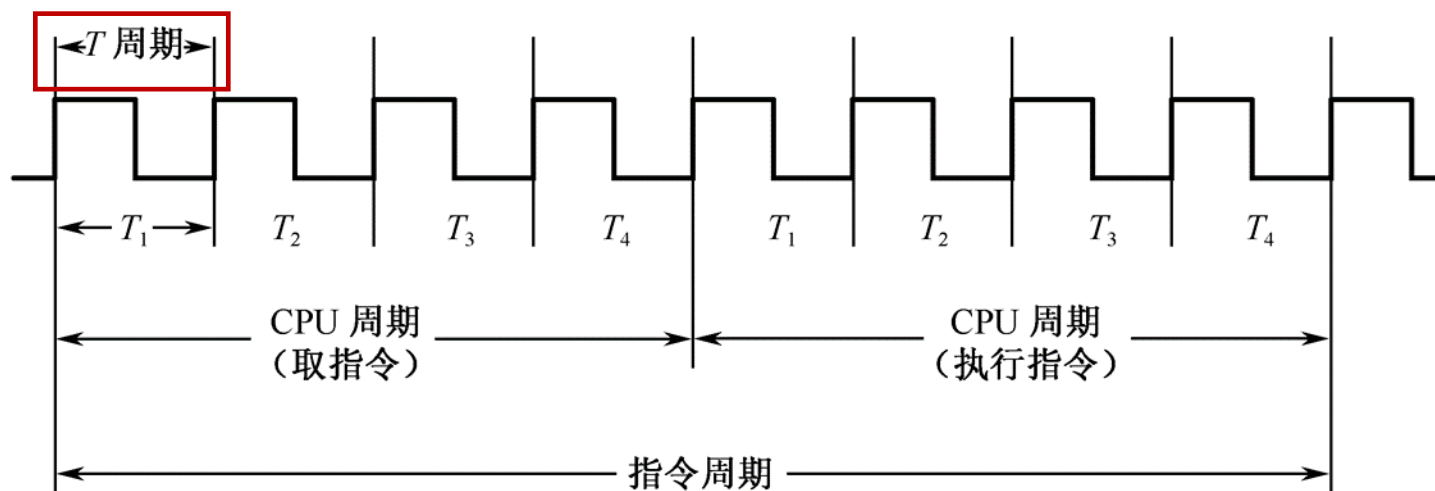 T 周期
T₁
T₂
T₃
T₄
T₁
T₂
T₃
T₄
CPU 周期
（取指令）
CPU 周期
（执行指令）
指令周期